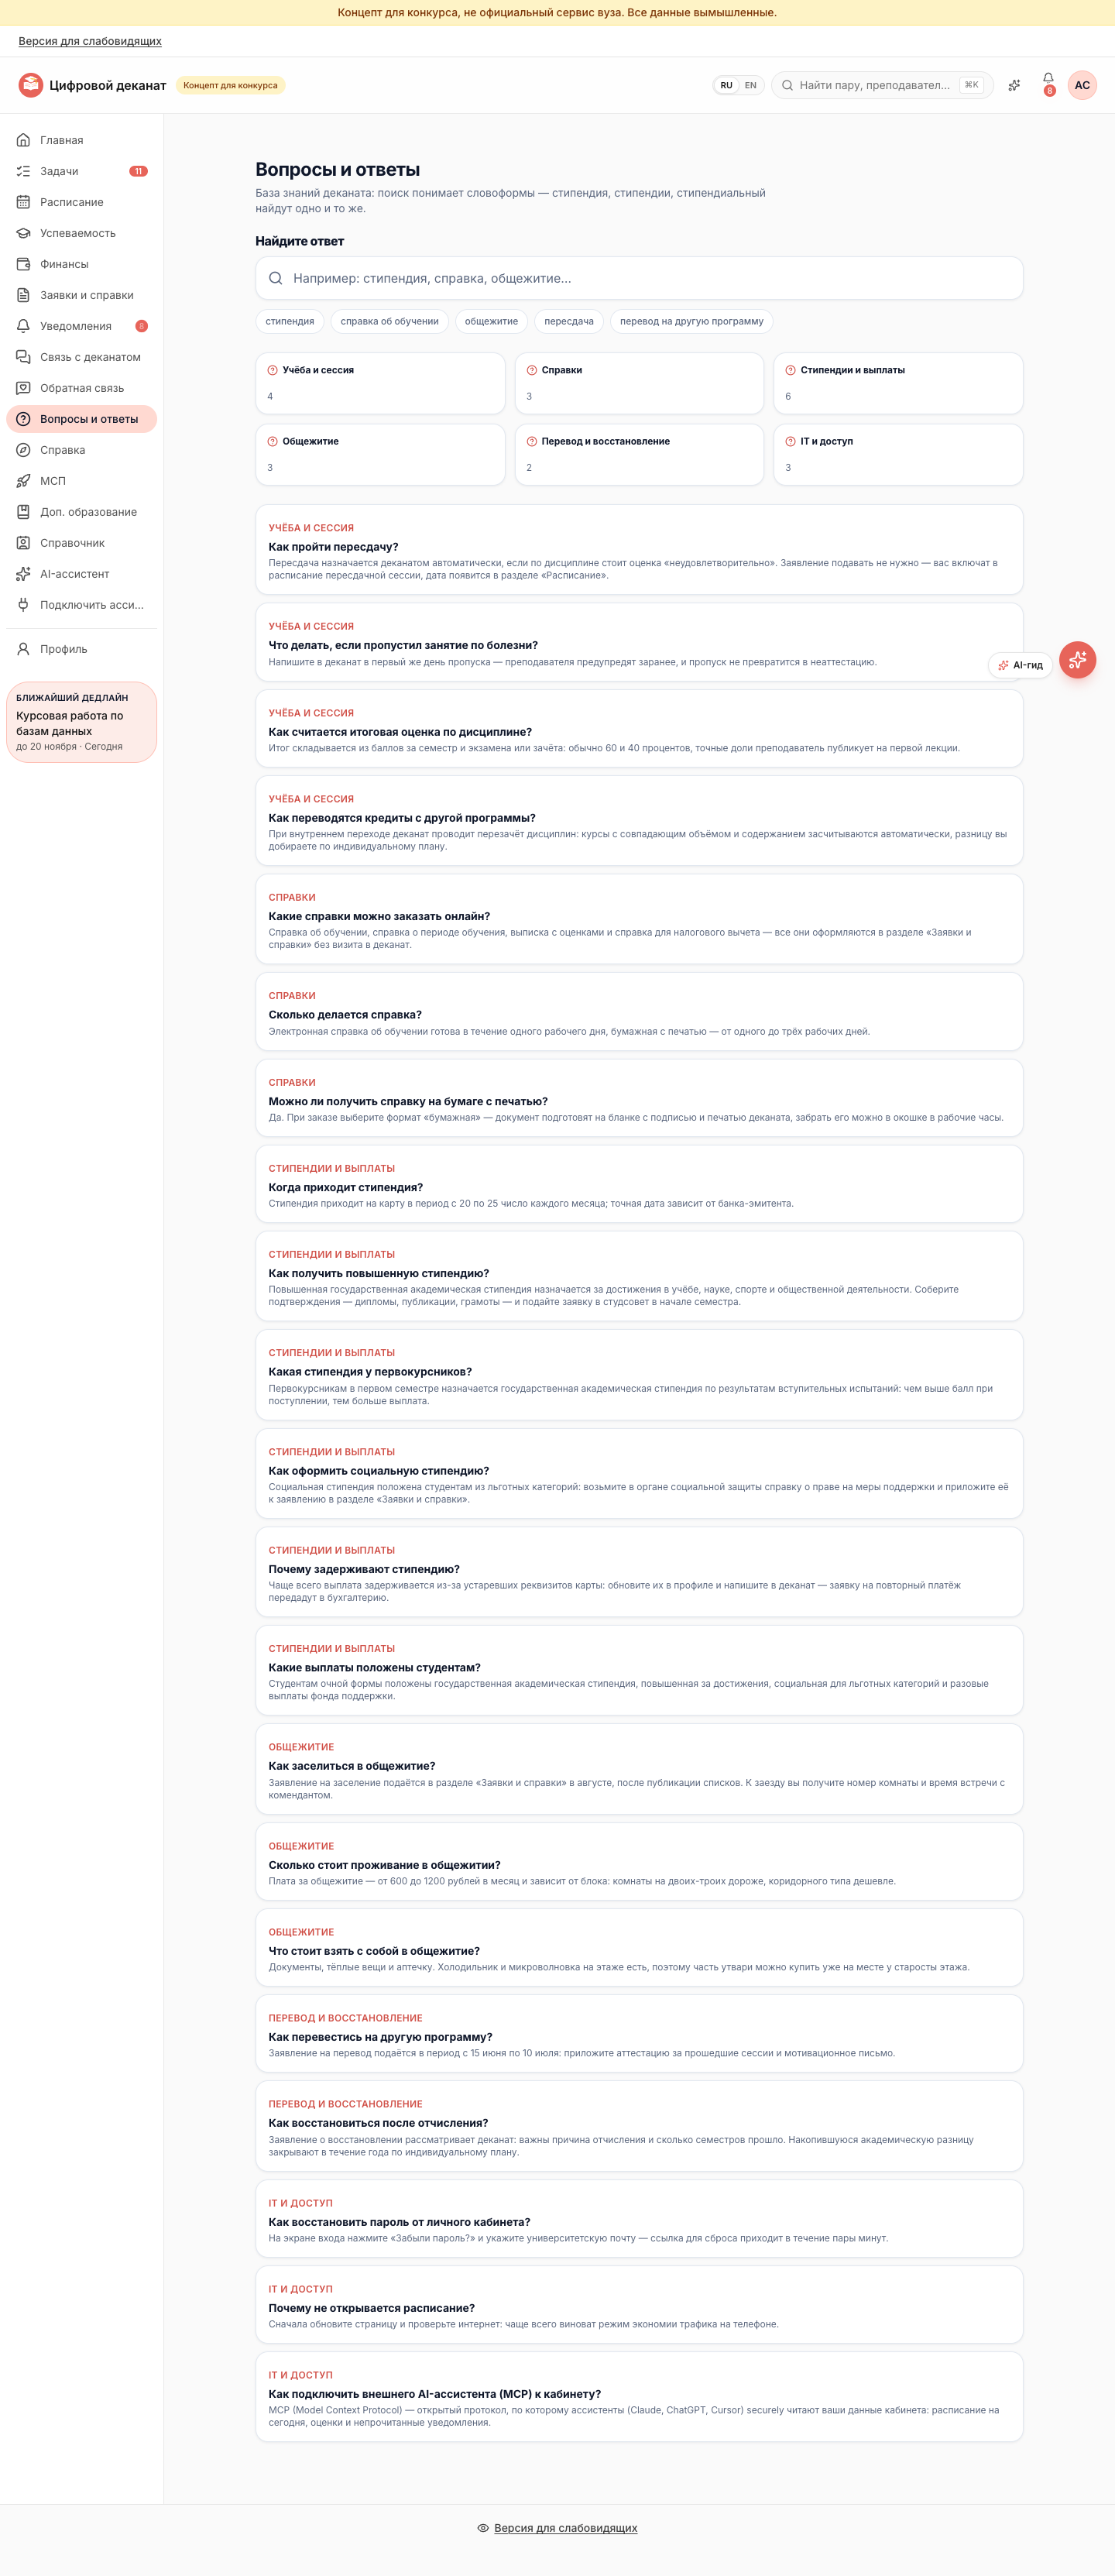 Концепт для конкурса, не официальный сервис вуза. Все данные вымышленные.
Версия для слабовидящих
Цифровой деканат
Концепт для конкурса
RU
EN
Найти пару, преподавател...
⌘K
8
АС
Главная
Задачи
11
Расписание
Успеваемость
Финансы
Заявки и справки
Уведомления
8
Связь с деканатом
Обратная связь
Вопросы и ответы
Справка
МСП
Доп. образование
Справочник
AI-ассистент
Подключить асси...
Профиль
БЛИЖАЙШИЙ ДЕДЛАЙН
Курсовая работа по
базам данных
до 20 ноября · Сегодня
Вопросы и ответы
База знаний деканата: поиск понимает словоформы — стипендия, стипендии, стипендиальный
найдут одно и то же.
Найдите ответ
Например: стипендия, справка, общежитие...
стипендия
справка об обучении
общежитие
пересдача
перевод на другую программу
Учёба и сессия
4
Справки
3
Стипендии и выплаты
6
Общежитие
3
Перевод и восстановление
2
IT и доступ
3
УЧЁБА И СЕССИЯ
Как пройти пересдачу?
Пересдача назначается деканатом автоматически, если по дисциплине стоит оценка «неудовлетворительно». Заявление подавать не нужно — вас включат в
расписание пересдачной сессии, дата появится в разделе «Расписание».
УЧЁБА И СЕССИЯ
Что делать, если пропустил занятие по болезни?
Напишите в деканат в первый же день пропуска — преподавателя предупредят заранее, и пропуск не превратится в неаттестацию.
AI-гид
УЧЁБА И СЕССИЯ
Как считается итоговая оценка по дисциплине?
Итог складывается из баллов за семестр и экзамена или зачёта: обычно 60 и 40 процентов, точные доли преподаватель публикует на первой лекции.
УЧЁБА И СЕССИЯ
Как переводятся кредиты с другой программы?
При внутреннем переходе деканат проводит перезачёт дисциплин: курсы с совпадающим объёмом и содержанием засчитываются автоматически, разницу вы
добираете по индивидуальному плану.
СПРАВКИ
Какие справки можно заказать онлайн?
Справка об обучении, справка о периоде обучения, выписка с оценками и справка для налогового вычета — все они оформляются в разделе «Заявки и
справки» без визита в деканат.
СПРАВКИ
Сколько делается справка?
Электронная справка об обучении готова в течение одного рабочего дня, бумажная с печатью — от одного до трёх рабочих дней.
СПРАВКИ
Можно ли получить справку на бумаге с печатью?
Да. При заказе выберите формат «бумажная» — документ подготовят на бланке с подписью и печатью деканата, забрать его можно в окошке в рабочие часы.
СТИПЕНДИИ И ВЫПЛАТЫ
Когда приходит стипендия?
Стипендия приходит на карту в период с 20 по 25 число каждого месяца; точная дата зависит от банка-эмитента.
СТИПЕНДИИ И ВЫПЛАТЫ
Как получить повышенную стипендию?
Повышенная государственная академическая стипендия назначается за достижения в учёбе, науке, спорте и общественной деятельности. Соберите
подтверждения — дипломы, публикации, грамоты — и подайте заявку в студсовет в начале семестра.
СТИПЕНДИИ И ВЫПЛАТЫ
Какая стипендия у первокурсников?
Первокурсникам в первом семестре назначается государственная академическая стипендия по результатам вступительных испытаний: чем выше балл при
поступлении, тем больше выплата.
СТИПЕНДИИ И ВЫПЛАТЫ
Как оформить социальную стипендию?
Социальная стипендия положена студентам из льготных категорий: возьмите в органе социальной защиты справку о праве на меры поддержки и приложите её
к заявлению в разделе «Заявки и справки».
СТИПЕНДИИ И ВЫПЛАТЫ
Почему задерживают стипендию?
Чаще всего выплата задерживается из-за устаревших реквизитов карты: обновите их в профиле и напишите в деканат — заявку на повторный платёж
передадут в бухгалтерию.
СТИПЕНДИИ И ВЫПЛАТЫ
Какие выплаты положены студентам?
Студентам очной формы положены государственная академическая стипендия, повышенная за достижения, социальная для льготных категорий и разовые
выплаты фонда поддержки.
ОБЩЕЖИТИЕ
Как заселиться в общежитие?
Заявление на заселение подаётся в разделе «Заявки и справки» в августе, после публикации списков. К заезду вы получите номер комнаты и время встречи с
комендантом.
ОБЩЕЖИТИЕ
Сколько стоит проживание в общежитии?
Плата за общежитие — от 600 до 1200 рублей в месяц и зависит от блока: комнаты на двоих-троих дороже, коридорного типа дешевле.
ОБЩЕЖИТИЕ
Что стоит взять с собой в общежитие?
Документы, тёплые вещи и аптечку. Холодильник и микроволновка на этаже есть, поэтому часть утвари можно купить уже на месте у старосты этажа.
ПЕРЕВОД И ВОССТАНОВЛЕНИЕ
Как перевестись на другую программу?
Заявление на перевод подаётся в период с 15 июня по 10 июля: приложите аттестацию за прошедшие сессии и мотивационное письмо.
ПЕРЕВОД И ВОССТАНОВЛЕНИЕ
Как восстановиться после отчисления?
Заявление о восстановлении рассматривает деканат: важны причина отчисления и сколько семестров прошло. Накопившуюся академическую разницу
закрывают в течение года по индивидуальному плану.
IT И ДОСТУП
Как восстановить пароль от личного кабинета?
На экране входа нажмите «Забыли пароль?» и укажите университетскую почту — ссылка для сброса приходит в течение пары минут.
IT И ДОСТУП
Почему не открывается расписание?
Сначала обновите страницу и проверьте интернет: чаще всего виноват режим экономии трафика на телефоне.
IT И ДОСТУП
Как подключить внешнего AI-ассистента (MCP) к кабинету?
MCP (Model Context Protocol) — открытый протокол, по которому ассистенты (Claude, ChatGPT, Cursor) securely читают ваши данные кабинета: расписание на
сегодня, оценки и непрочитанные уведомления.
Версия для слабовидящих